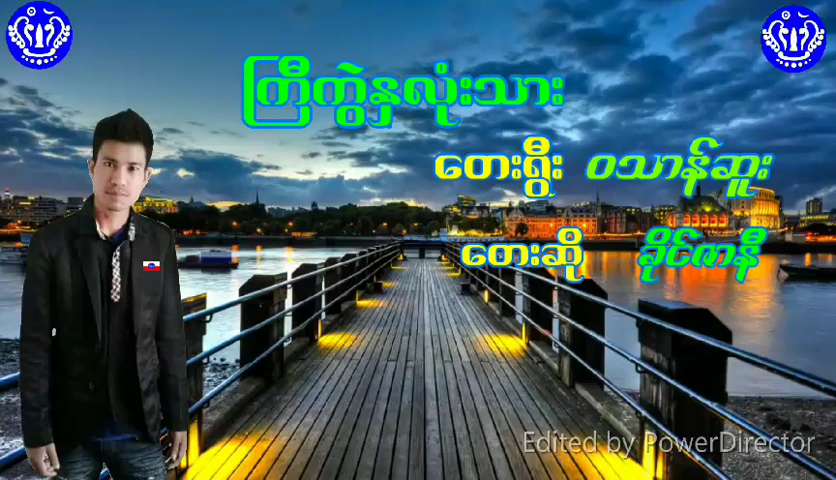 ကြီကွဲနှလုံးသား
တေးရွီး ဝသာန်ဆူး
တေးဆို ခိုင်ဇာနီ
Edited by PowerDirector